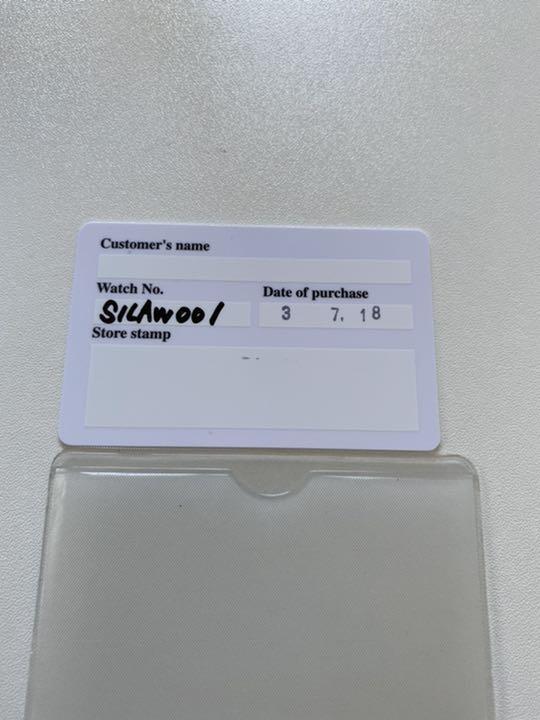 Customer's name
Watch No. Date of purchase
SILAW001 3 7. 18
Store stamp